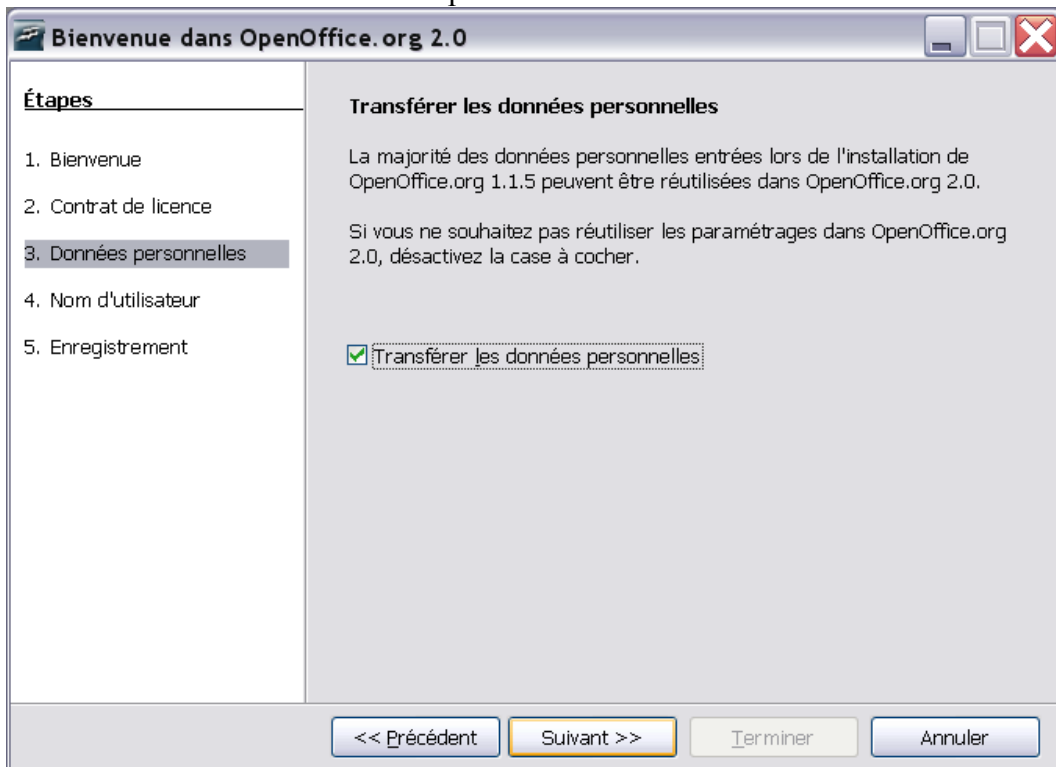 Bienvenue dans OpenOffice.org 2.0
Étapes
1. Bienvenue
2. Contrat de licence
3. Données personnelles
4. Nom d'utilisateur
5. Enregistrement
Transférer les données personnelles
La majorité des données personnelles entrées lors de l'installation de
OpenOffice.org 1.1.5 peuvent être réutilisées dans OpenOffice.org 2.0.
Si vous ne souhaitez pas réutiliser les paramétrages dans OpenOffice.org
2.0, désactivez la case à cocher.
Transférer les données personnelles
<< Précédent
Suivant >>
Terminer
Annuler